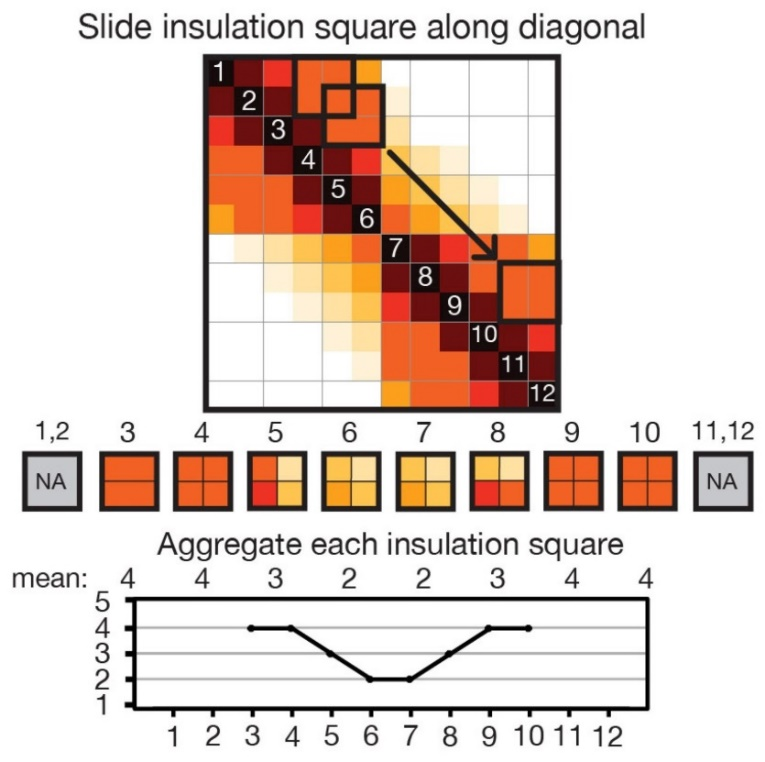 Slide insulation square along diagonal
1
2
3
4
5
6
7
8
9
10
11
12
1,2 3 4 5 6 7 8 9 10 11,12
NA NA
Aggregate each insulation square
mean: 4 4 3 2 2 3 4 4
5
4
3
2
1
1 2 3 4 5 6 7 8 9 10 11 12